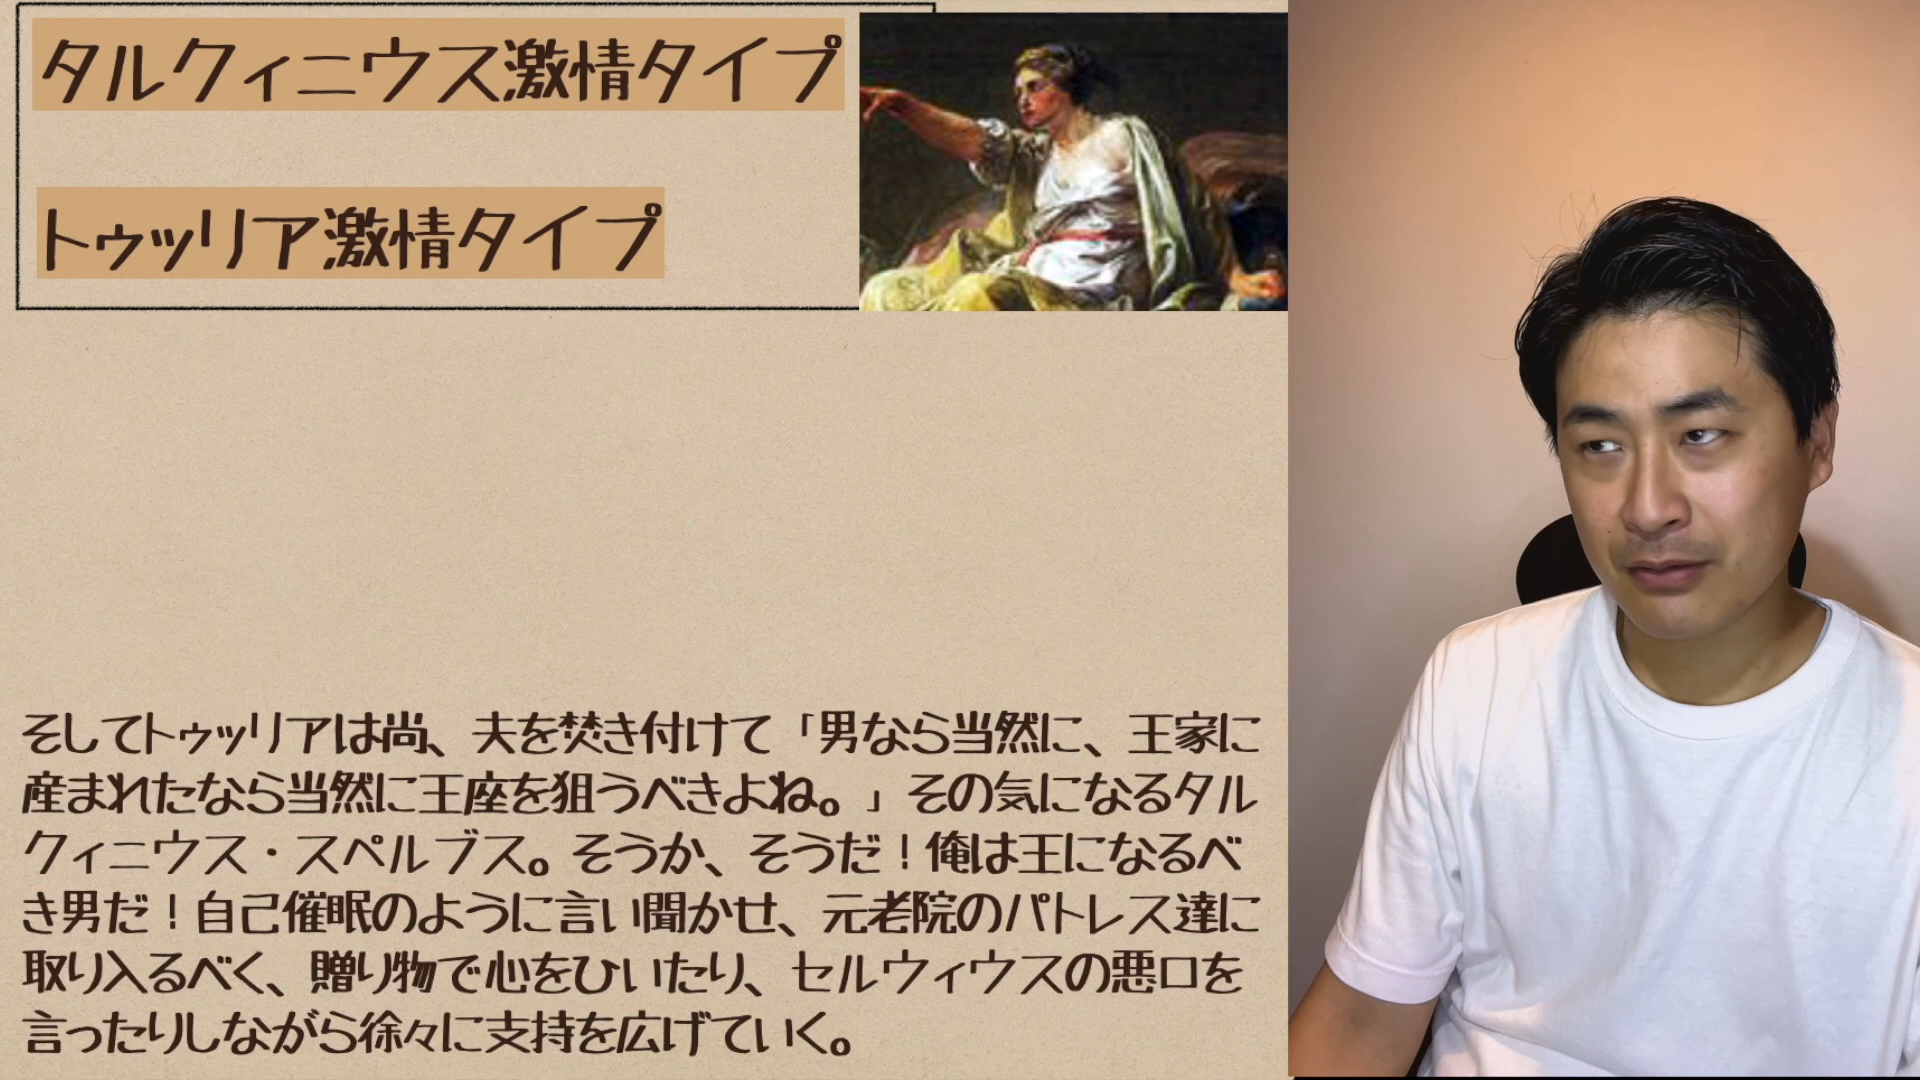 タルクィニウス激情タイプ
トゥッリア激情タイプ
そしてトゥッリアは尚、夫を焚き付けて「男なら当然に、王家に
産まれたなら当然に王座を狙うべきよね。」その気になるタル
クィニウス・スペルブス。そうか、そうだ！俺は王になるべ
き男だ！自己催眠のように言い聞かせ、元老院のパトレス達に
取り入るべく、贈り物で心をひいたり、セルウィウスの悪口を
言ったりしながら徐々に支持を広げていく。